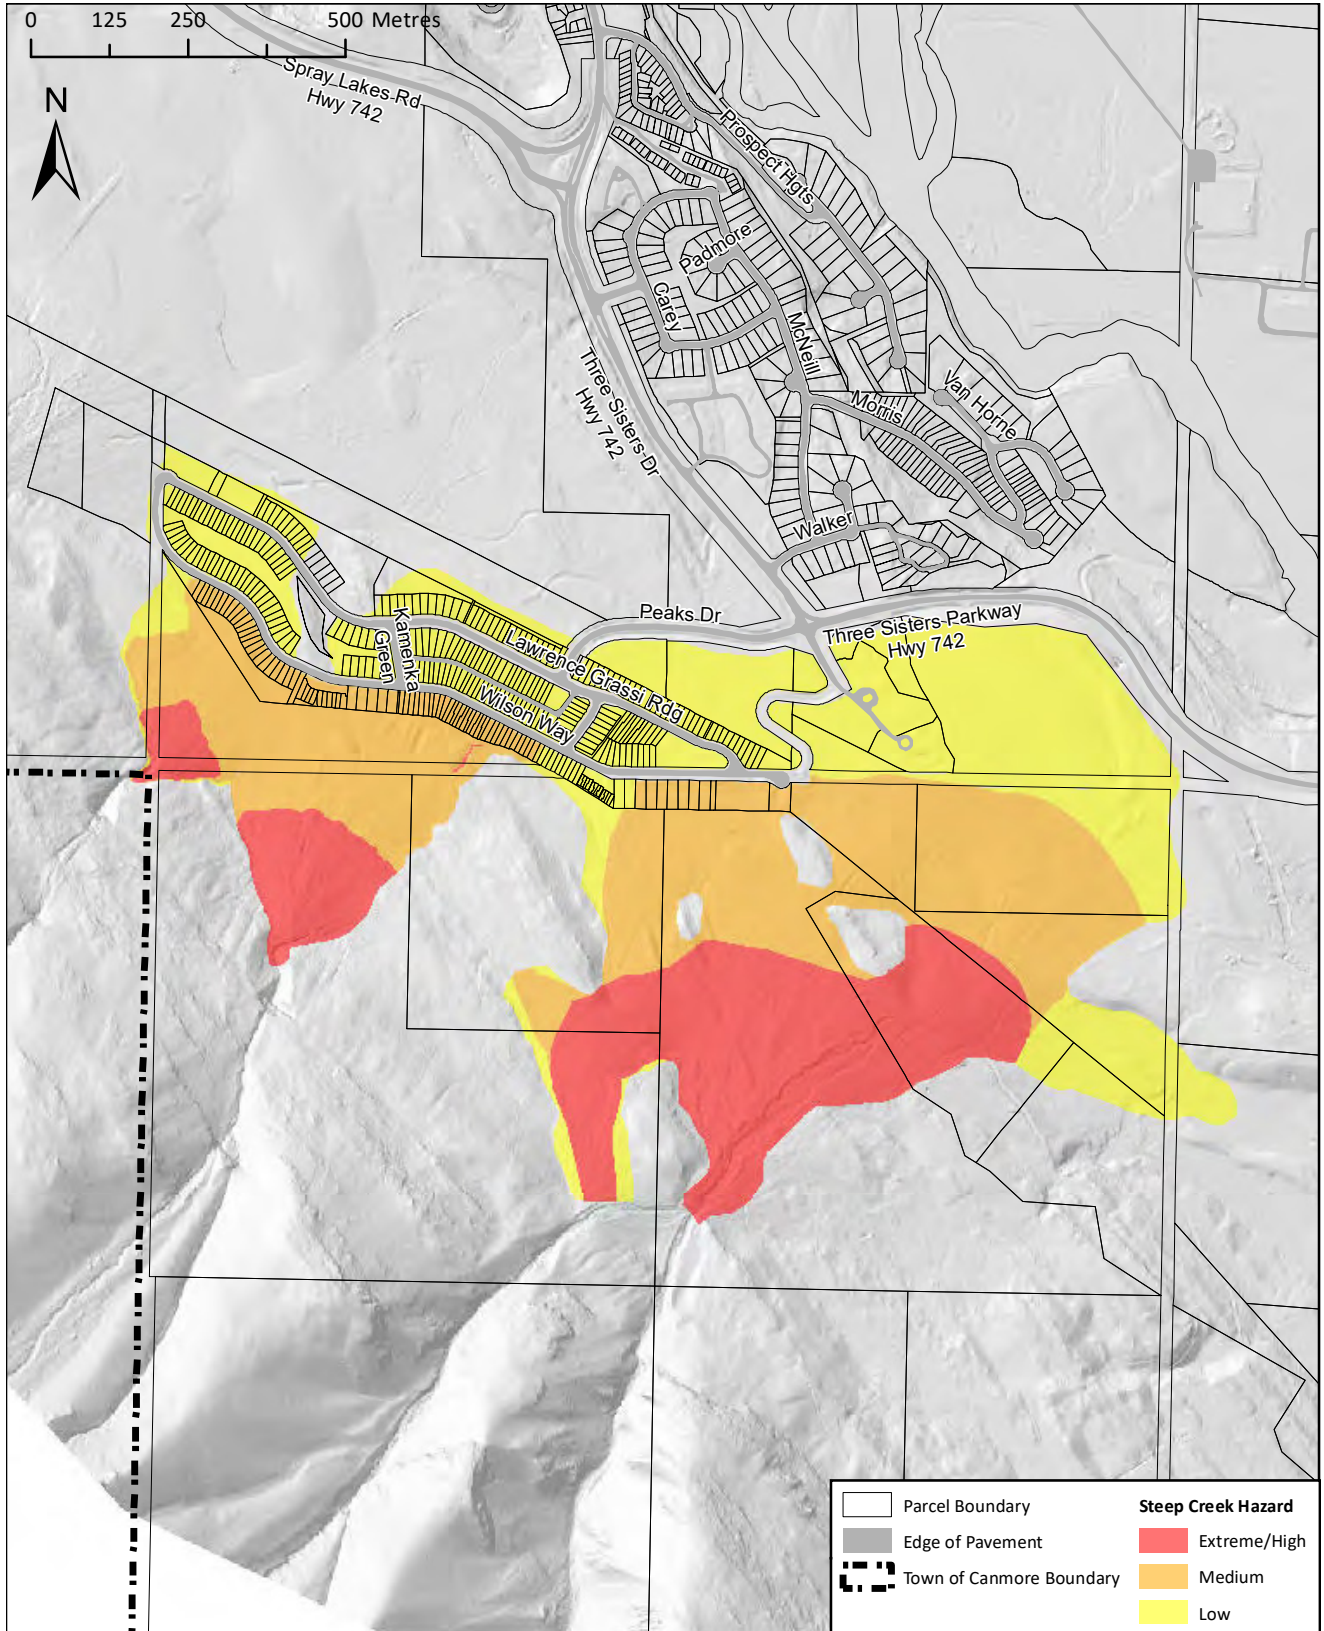 0 125 250 500 Metres
N
Spray Lakes Rd
Hwy 742
Prospect Hgts
Padmore
Carey
McNeill
Three Sisters Dr
Hwy 742
Morris
Van Horne
Walker
Peaks Dr
Three Sisters Parkway
Hwy 742
Kamenka
Green
Lawrence Grassi Rdg
Wilson Way
Parcel Boundary
Edge of Pavement
Town of Canmore Boundary
Steep Creek Hazard
Extreme/High
Medium
Low